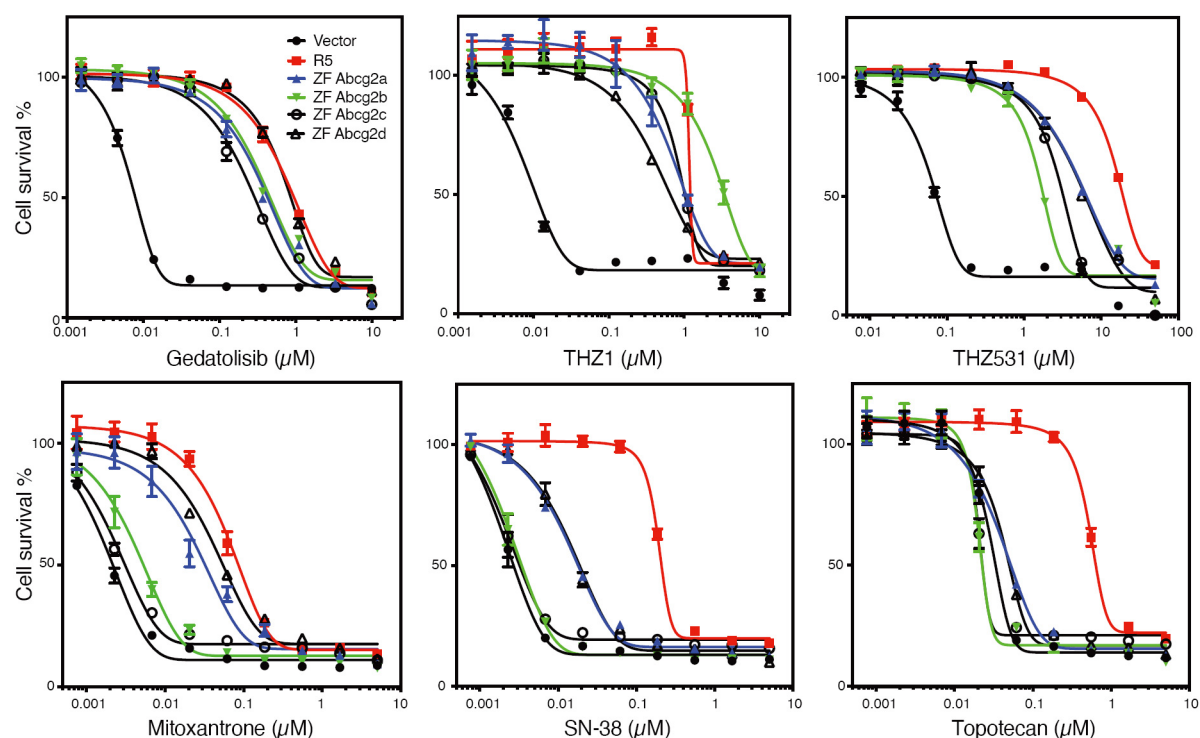 Vector
R5
ZF Abcg2a
ZF Abcg2b
ZF Abcg2c
ZF Abcg2d
Cell survival %
100
50
0
0.001 0.01 0.1 1 10
Gedatolisib (µM)
100
50
0
0.001 0.01 0.1 1 10
THZ1 (µM)
100
50
0
0.01 0.1 1 10 100
THZ531 (µM)
Cell survival %
100
50
0
0.001 0.01 0.1 1 10
Mitoxantrone (µM)
100
50
0
0.001 0.01 0.1 1 10
SN-38 (µM)
100
50
0
0.001 0.01 0.1 1 10
Topotecan (µM)